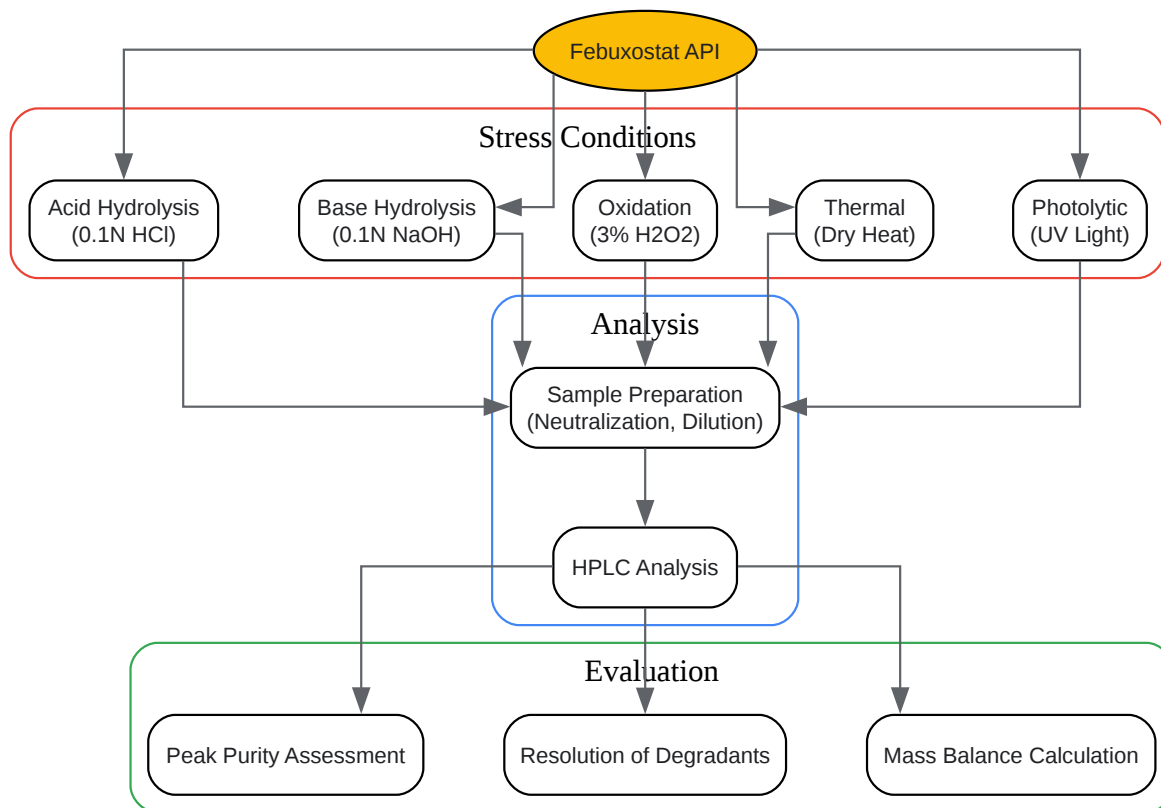 Febuxostat API
Stress Conditions
Acid Hydrolysis
(0.1N HCl)
Base Hydrolysis
(0.1N NaOH)
Oxidation
(3% H2O2)
Thermal
(Dry Heat)
Photolytic
(UV Light)
Analysis
Sample Preparation
(Neutralization, Dilution)
HPLC Analysis
Evaluation
Peak Purity Assessment
Resolution of Degradants
Mass Balance Calculation